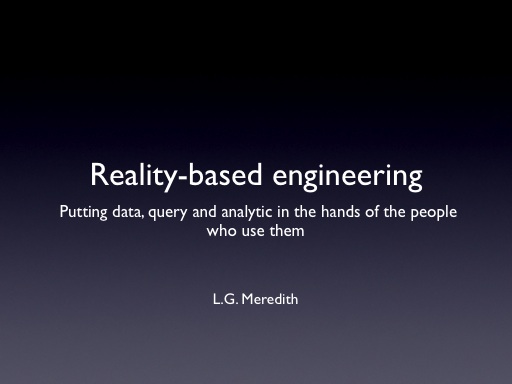 Reality-based engineering
Putting data, query and analytic in the hands of the people
who use them
L.G. Meredith